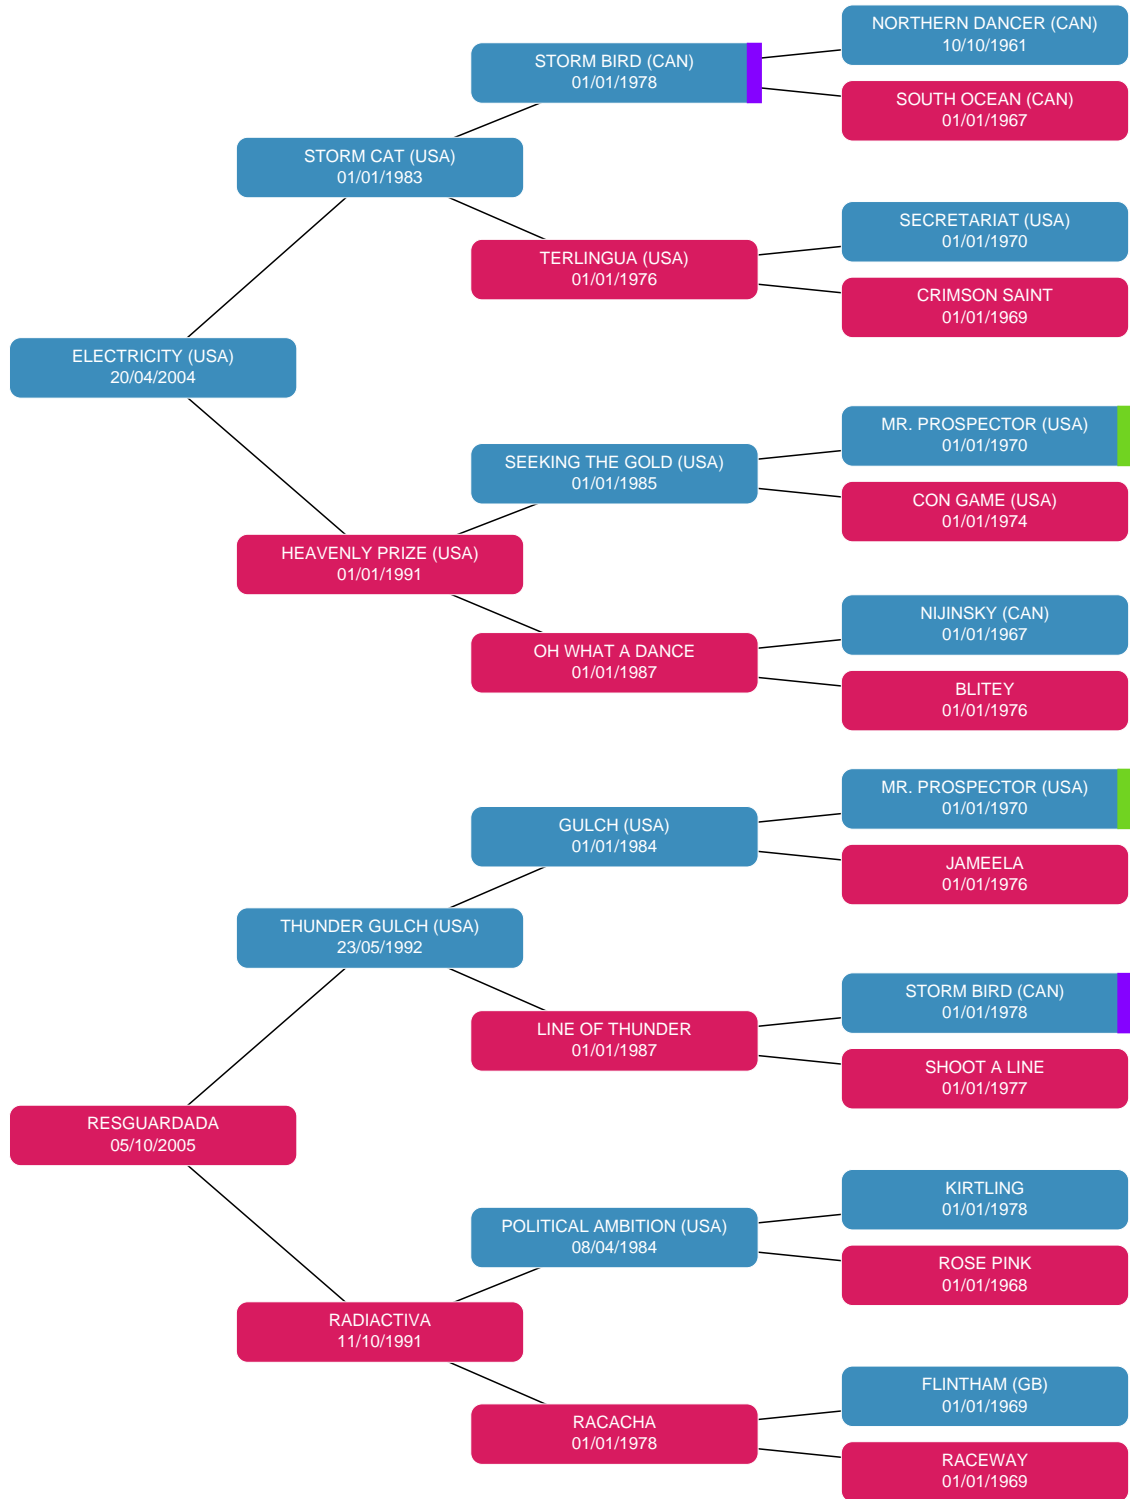 NORTHERN DANCER (CAN)
10/10/1961
STORM BIRD (CAN)
01/01/1978
SOUTH OCEAN (CAN)
01/01/1967
STORM CAT (USA)
01/01/1983
SECRETARIAT (USA)
01/01/1970
TERLINGUA (USA)
01/01/1976
CRIMSON SAINT
01/01/1969
ELECTRICITY (USA)
20/04/2004
MR. PROSPECTOR (USA)
01/01/1970
SEEKING THE GOLD (USA)
01/01/1985
CON GAME (USA)
01/01/1974
HEAVENLY PRIZE (USA)
01/01/1991
NIJINSKY (CAN)
01/01/1967
OH WHAT A DANCE
01/01/1987
BLITEY
01/01/1976
MR. PROSPECTOR (USA)
01/01/1970
GULCH (USA)
01/01/1984
JAMEELA
01/01/1976
THUNDER GULCH (USA)
23/05/1992
STORM BIRD (CAN)
01/01/1978
LINE OF THUNDER
01/01/1987
SHOOT A LINE
01/01/1977
RESGUARDADA
05/10/2005
KIRTLING
01/01/1978
POLITICAL AMBITION (USA)
08/04/1984
ROSE PINK
01/01/1968
RADIACTIVA
11/10/1991
FLINTHAM (GB)
01/01/1969
RACACHA
01/01/1978
RACEWAY
01/01/1969